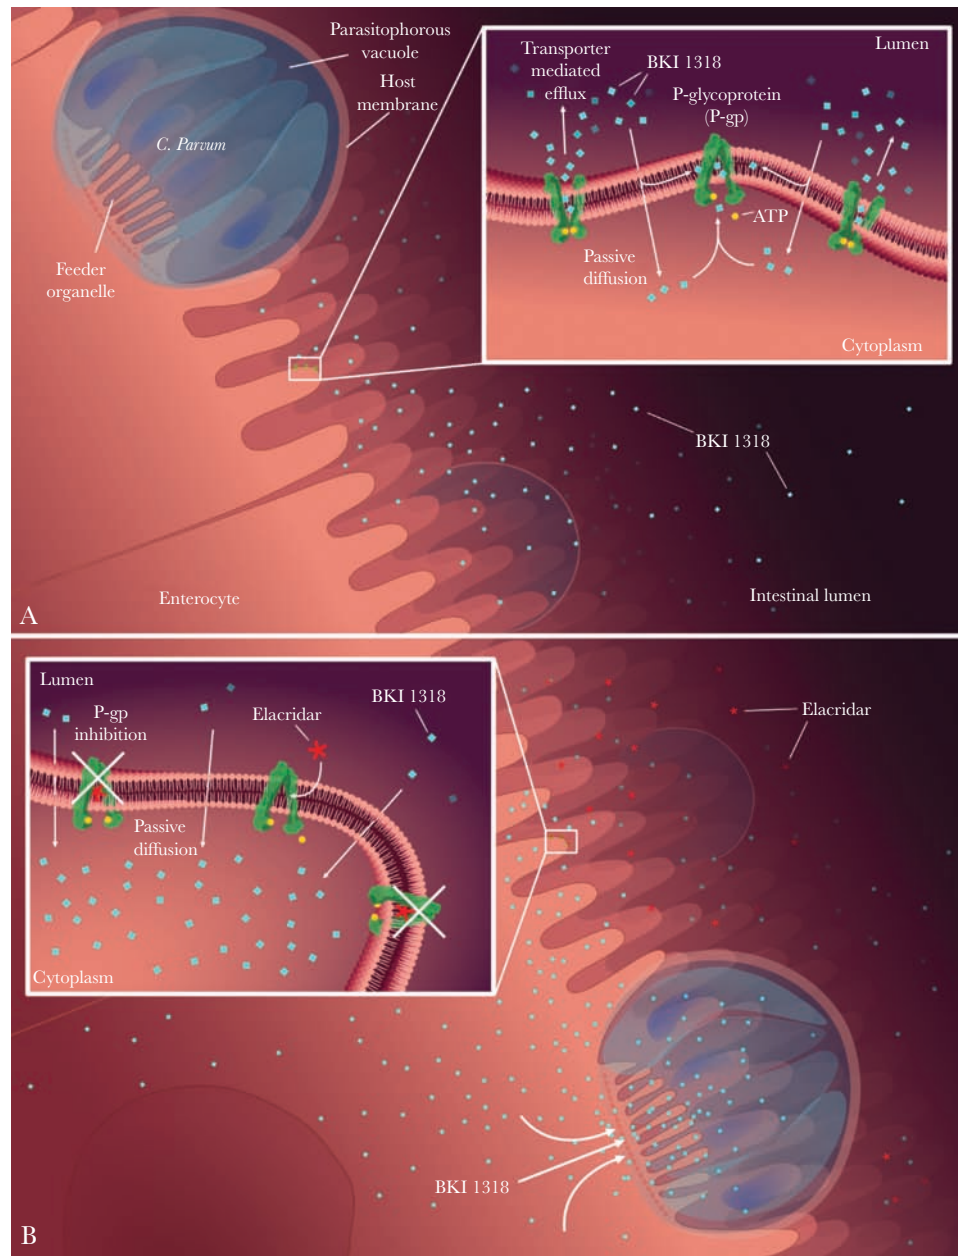 Parasitophorous
vacuole
Host
membrane
C. Parvum
Feeder
organelle
Transporter
mediated
efflux
BKI 1318
Lumen
P-glycoprotein
(P-gp)
ATP
Passive
diffusion
Cytoplasm
BKI 1318
Enterocyte
Intestinal lumen
A
Lumen
P-gp
inhibition
Elacridar
BKI 1318
Passive
diffusion
Cytoplasm
Elacridar
BKI 1318
B